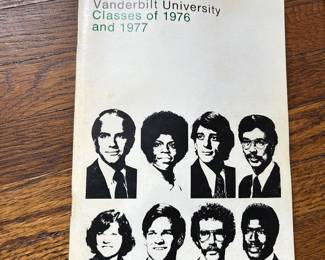 Vanderbilt University
Classes of 1976
and 1977